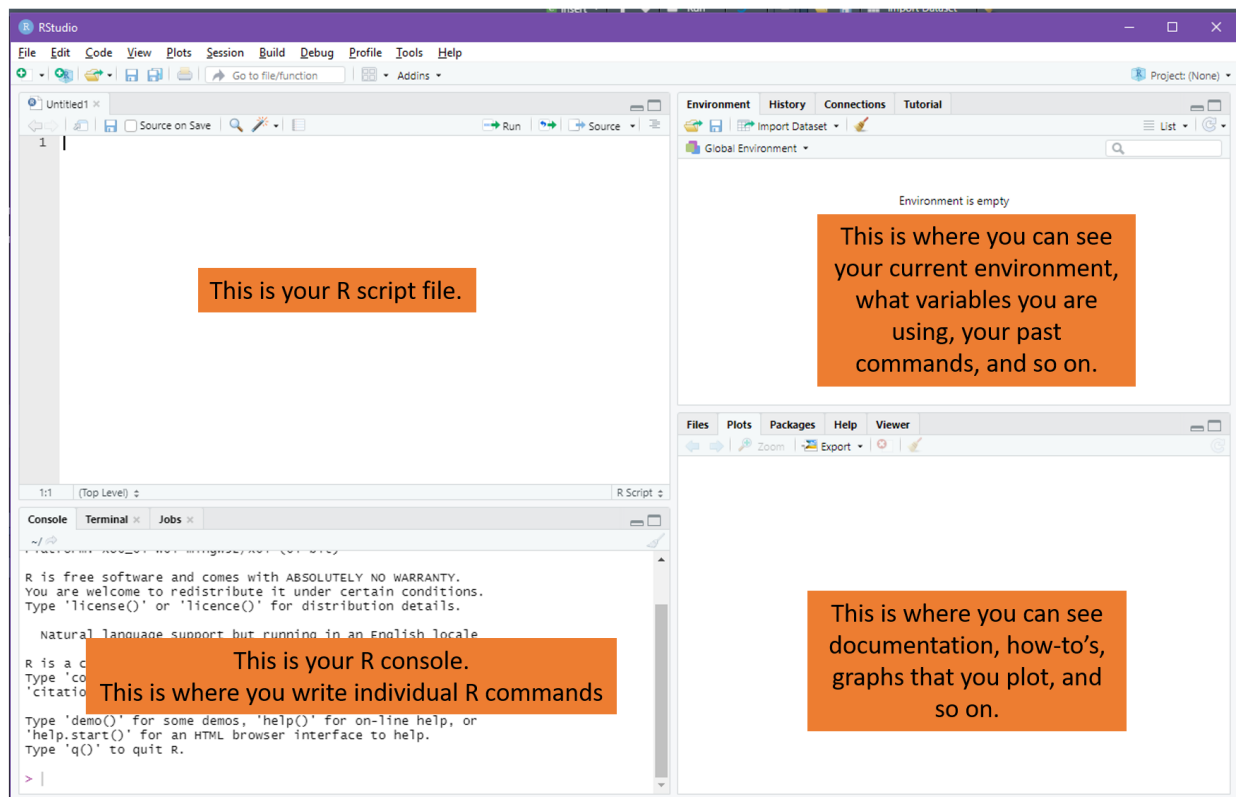 Insert
Run
Import Dataset
RStudio
File Edit Code View Plots Session Build Debug Profile Tools Help
Go to file/function Addins Project: (None)
Untitled1
Source on Save Run Source
1
This is your R script file.
1:1 (Top Level) R Script
Console Terminal Jobs
~/
R is free software and comes with ABSOLUTELY NO WARRANTY.
You are welcome to redistribute it under certain conditions.
Type 'license()' or 'licence()' for distribution details.
Natural language support but running in an English locale
R is a c
Type 'co
'citatio
This is your R console.
This is where you write individual R commands
Type 'demo()' for some demos, 'help()' for on-line help, or
'help.start()' for an HTML browser interface to help.
Type 'q()' to quit R.
>
Environment History Connections Tutorial
Import Dataset List
Global Environment
Environment is empty
This is where you can see
your current environment,
what variables you are
using, your past
commands, and so on.
Files Plots Packages Help Viewer
Zoom Export
This is where you can see
documentation, how-to’s,
graphs that you plot, and
so on.